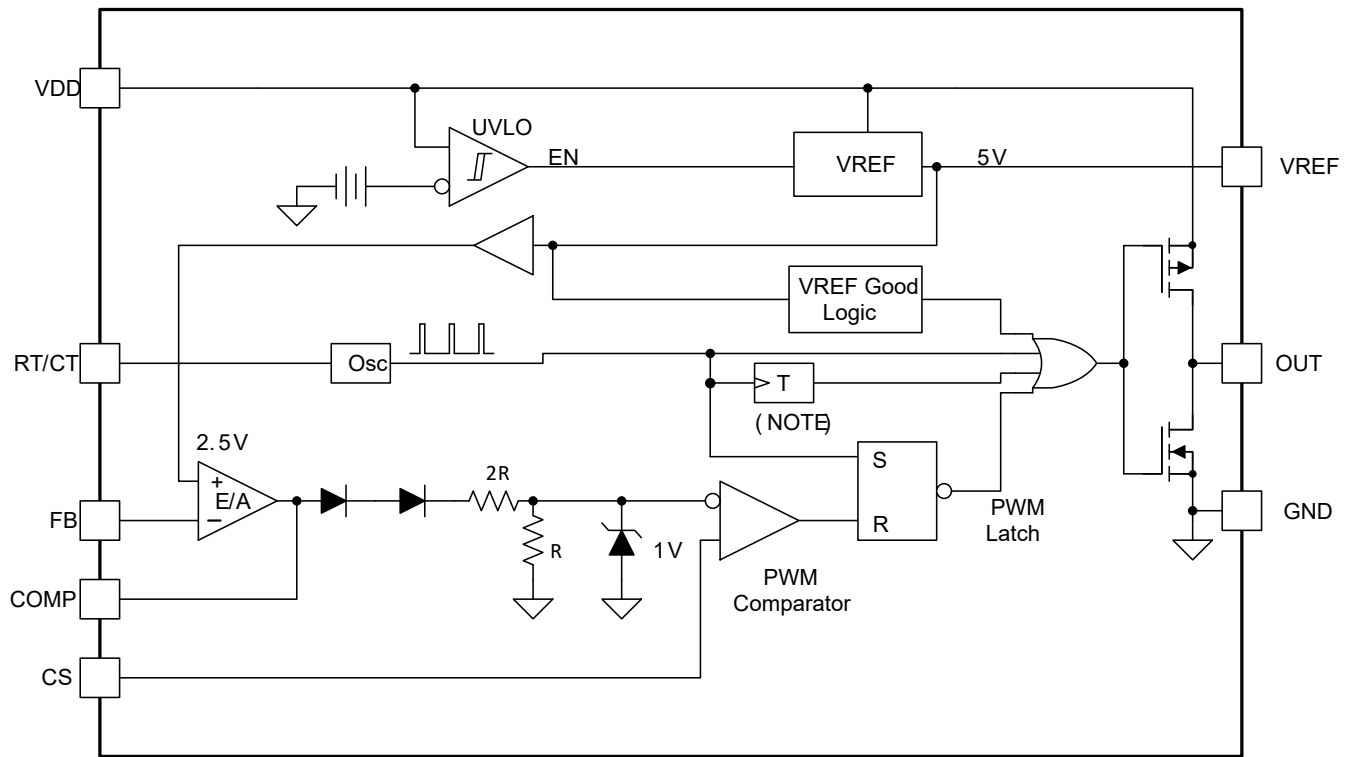 VDD
UVLO
EN
VREF
5V
VREF
VREF Good
Logic
RT/CT
Osc
T
(NOTE)
OUT
2.5V
+
E/A
−
2R
R
1V
S
R
PWM
Latch
FB
GND
COMP
PWM
Comparator
CS